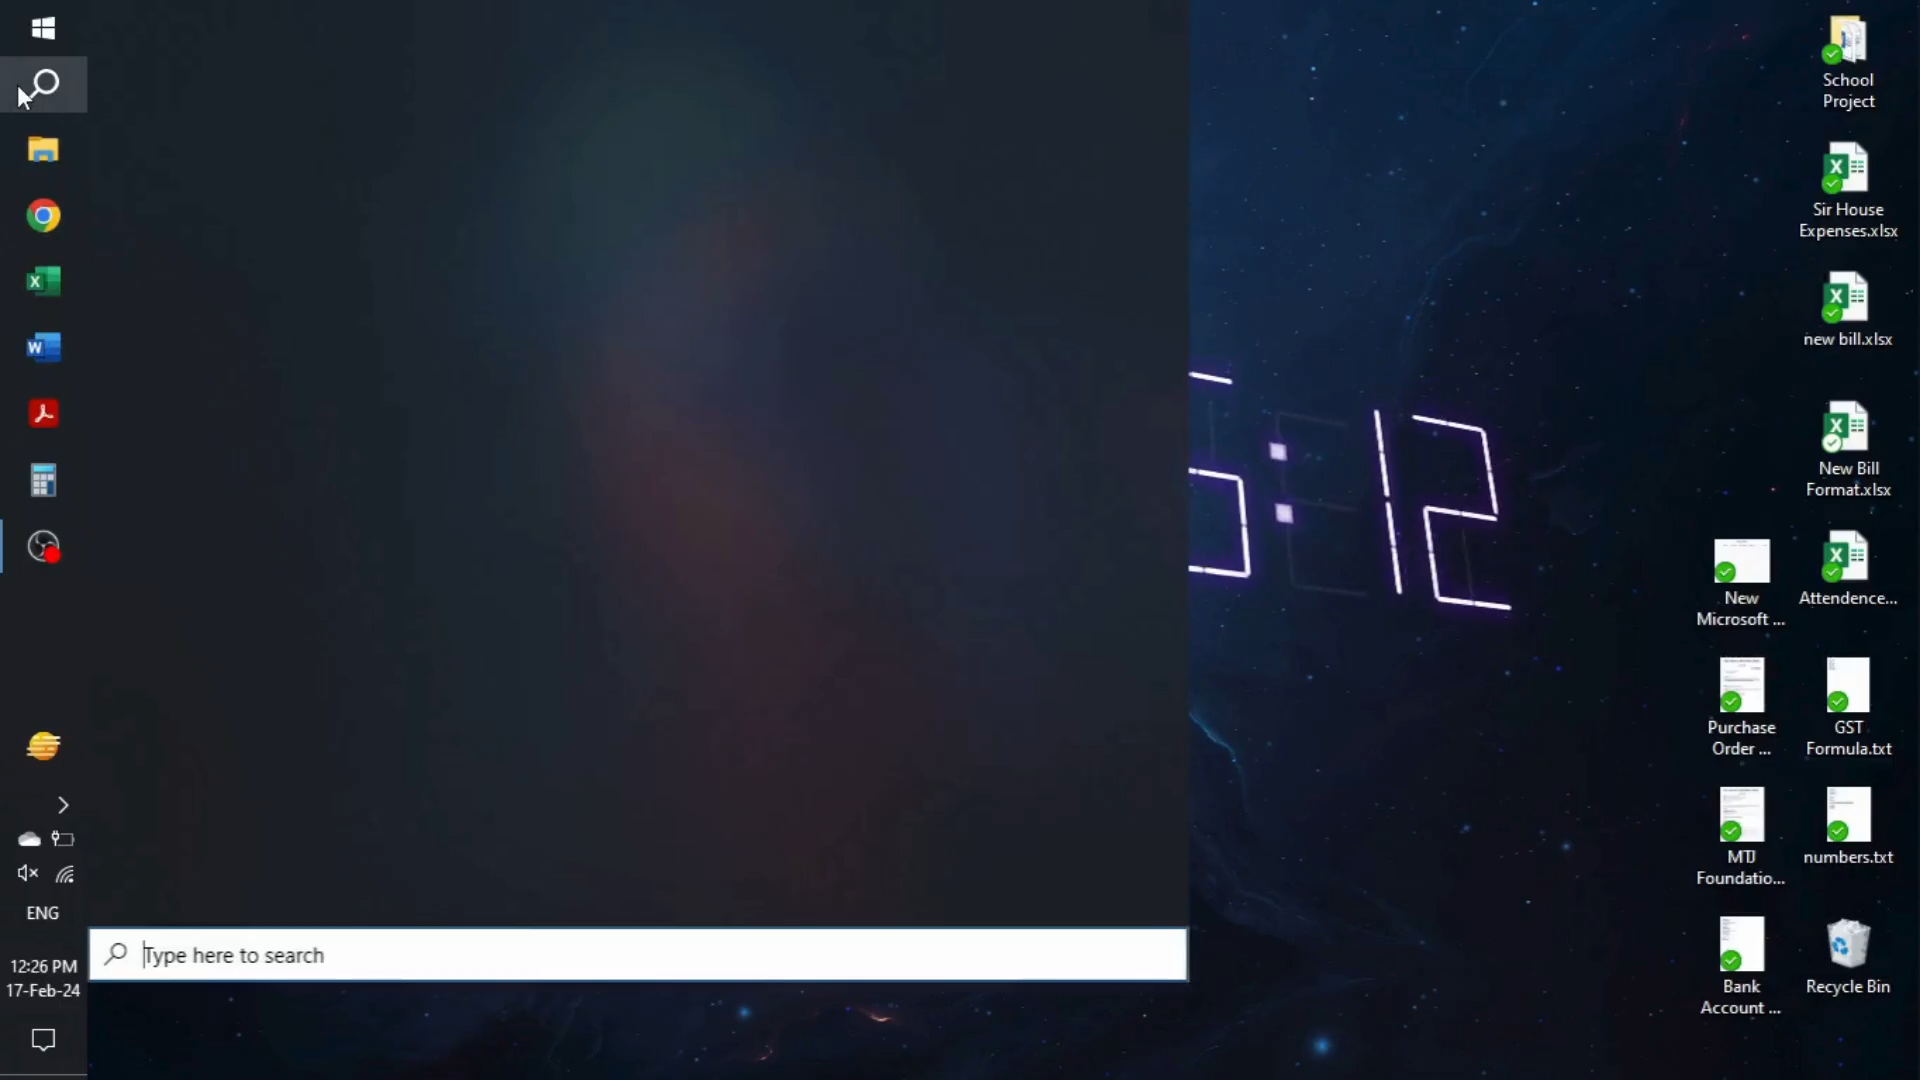 School
Project
Sir House
Expenses.xlsx
new bill.xlsx
New Bill
Format.xlsx
New
Microsoft ...
Attendence...
Purchase
Order ...
GST
Formula.txt
MTJ
Foundatio...
numbers.txt
Bank
Account ...
Recycle Bin
:12
ENG
12:26 PM
17-Feb-24
Type here to search